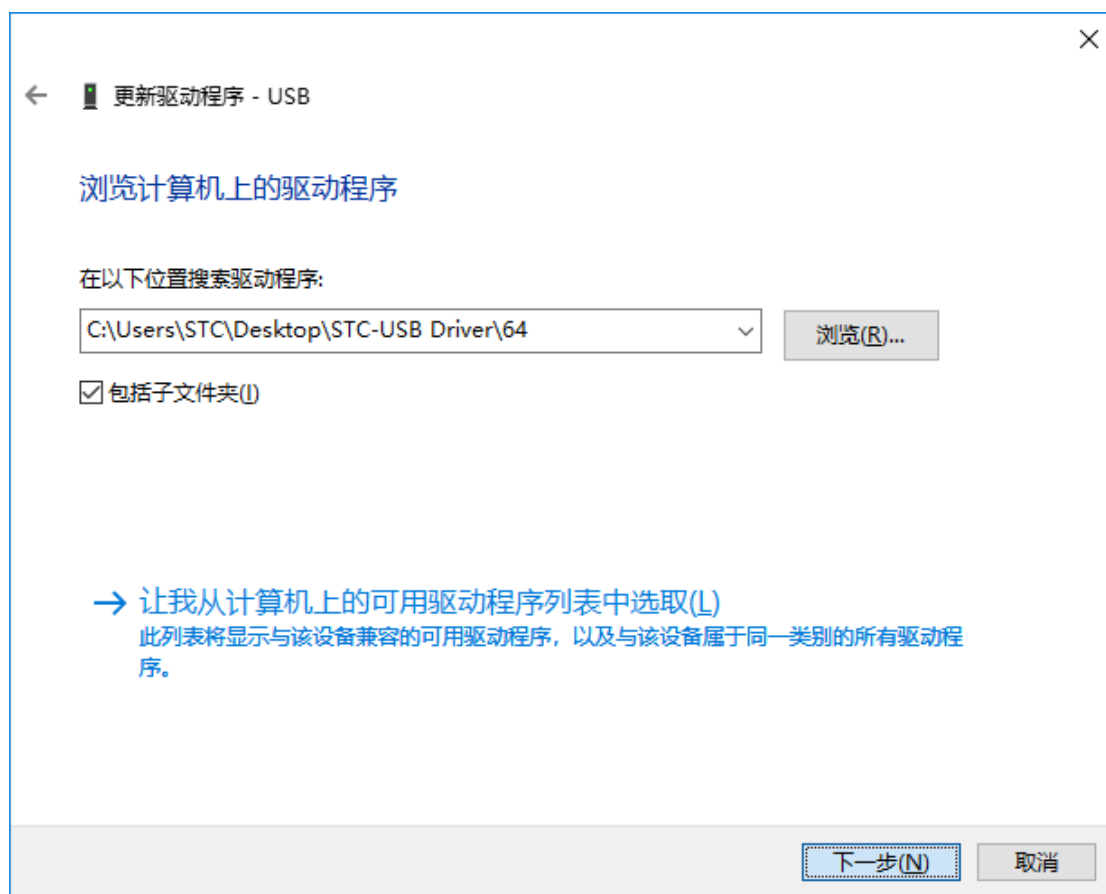 更新驱动程序 - USB
浏览计算机上的驱动程序
在以下位置搜索驱动程序:
C:\Users\STC\Desktop\STC-USB Driver\64
浏览(R)...
包括子文件夹(I)
让我从计算机上的可用驱动程序列表中选取(L)
此列表将显示与该设备兼容的可用驱动程序，以及与该设备属于同一类别的所有驱动程
序。
下一步(N)
取消